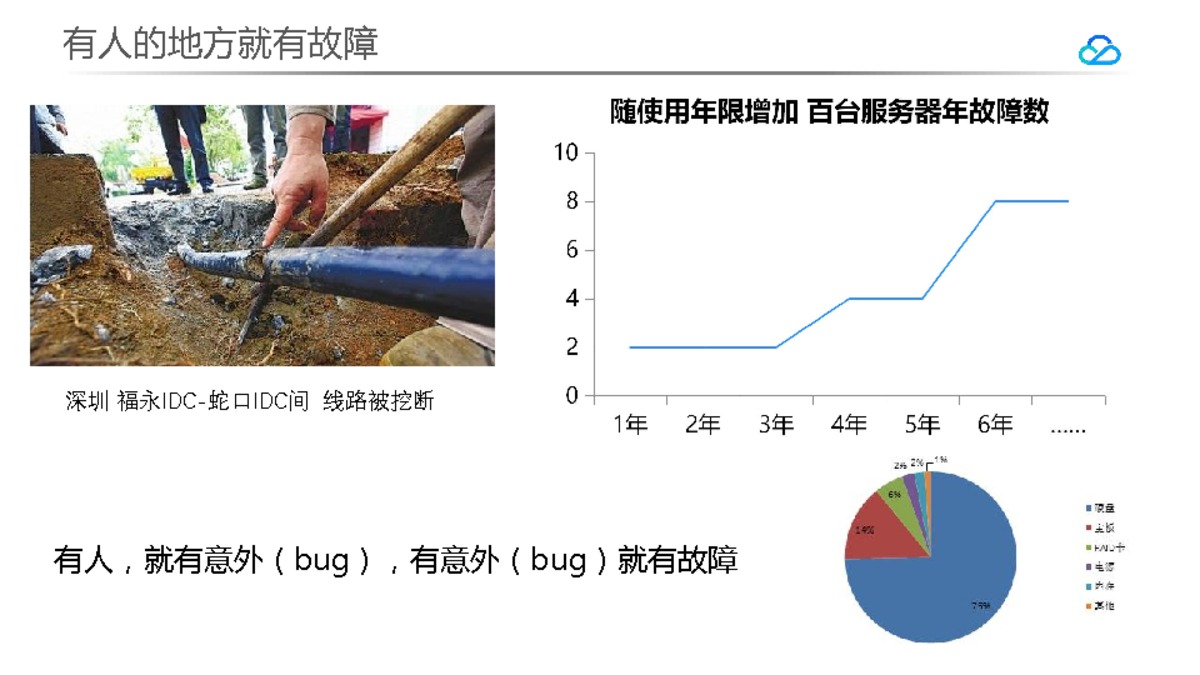 有人的地方就有故障
深圳 福永IDC-蛇口IDC间 线路被挖断
随使用年限增加 百台服务器年故障数
10
8
6
4
2
0
1年 2年 3年 4年 5年 6年 ……
有人，就有意外（bug），有意外（bug）就有故障
2% 2% 1%
6%
14%
75%
硬盘
主板
RAID卡
电源
内存
其他